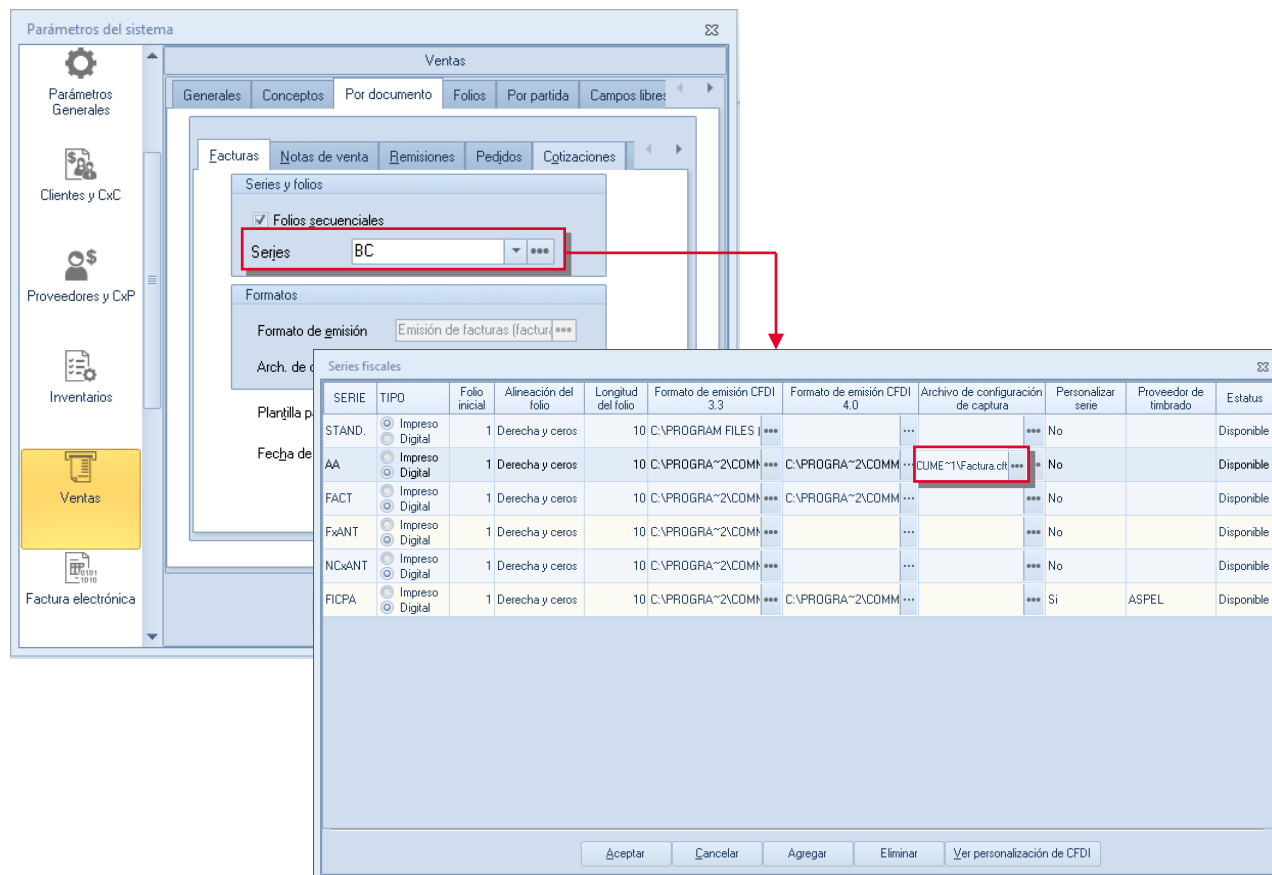 Parámetros del sistema
Parámetros
Generales
Clientes y CxC
Proveedores y CxP
Inventarios
Ventas
Factura electrónica
Ventas
Generales Conceptos Por documento Folios Por partida Campos libres
Facturas Notas de venta Remisiones Pedidos Cotizaciones
Series y folios
Folios secuenciales
Series BC
Formatos
Formato de emisión Emisión de facturas (factura
Arch. de
Plantilla
Fecha de
Series fiscales
SERIE TIPO Folio inicial Alineación del folio Longitud del folio Formato de emisión CFDI 3.3 Formato de emisión CFDI 4.0 Archivo de configuración de captura Personalizar serie Proveedor de timbrado Estatus
STAND. Impreso Digital 1 Derecha y ceros 10 C:\PROGRAM FILES No Disponible
AA Impreso Digital 1 Derecha y ceros 10 C:\PROGRA~2\COMM C:\PROGRA~2\COMM CUME~1\Factura.cft No Disponible
FACT Impreso Digital 1 Derecha y ceros 10 C:\PROGRA~2\COMM C:\PROGRA~2\COMM No Disponible
FxANT Impreso Digital 1 Derecha y ceros 10 C:\PROGRA~2\COMM No Disponible
NCxANT Impreso Digital 1 Derecha y ceros 10 C:\PROGRA~2\COMM No Disponible
FICPA Impreso Digital 1 Derecha y ceros 10 C:\PROGRA~2\COMM C:\PROGRA~2\COMM Si ASPEL Disponible
Aceptar Cancelar Agregar Eliminar Ver personalización de CFDI